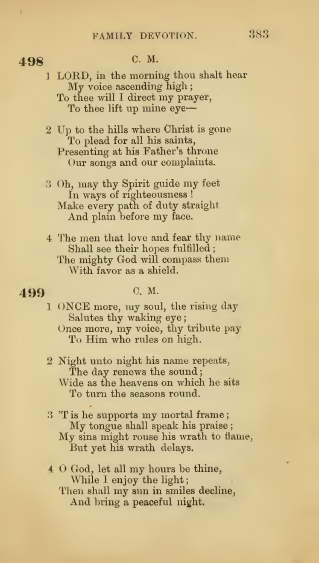 FAMILY DEVOTION. 383
498 C. M.
1 LORD, in the morning thou shalt hear
My voice ascending high;
To thee will I direct my prayer,
To thee lift up mine eye—
2 Up to the hills where Christ is gone
To plead for all his saints,
Presenting at his Father's throne
Our songs and our complaints.
3 Oh, may thy Spirit guide my feet
In ways of righteousness!
Make every path of duty straight
And plain before my face.
4 The men that love and fear thy name
Shall see their hopes fulfilled;
The mighty God will compass them
With favor as a shield.
499 C. M.
1 ONCE more, my soul, the rising day
Salutes thy waking eye;
Once more, my voice, thy tribute pay
To Him who rules on high.
2 Night unto night his name repeats,
The day renews the sound;
Wide as the heavens on which he sits
To turn the seasons round.
3 'T is he supports my mortal frame;
My tongue shall speak his praise;
My sins might rouse his wrath to flame,
But yet his wrath delays.
4 O God, let all my hours be thine,
While I enjoy the light;
Then shall my sun in smiles decline,
And bring a peaceful night.